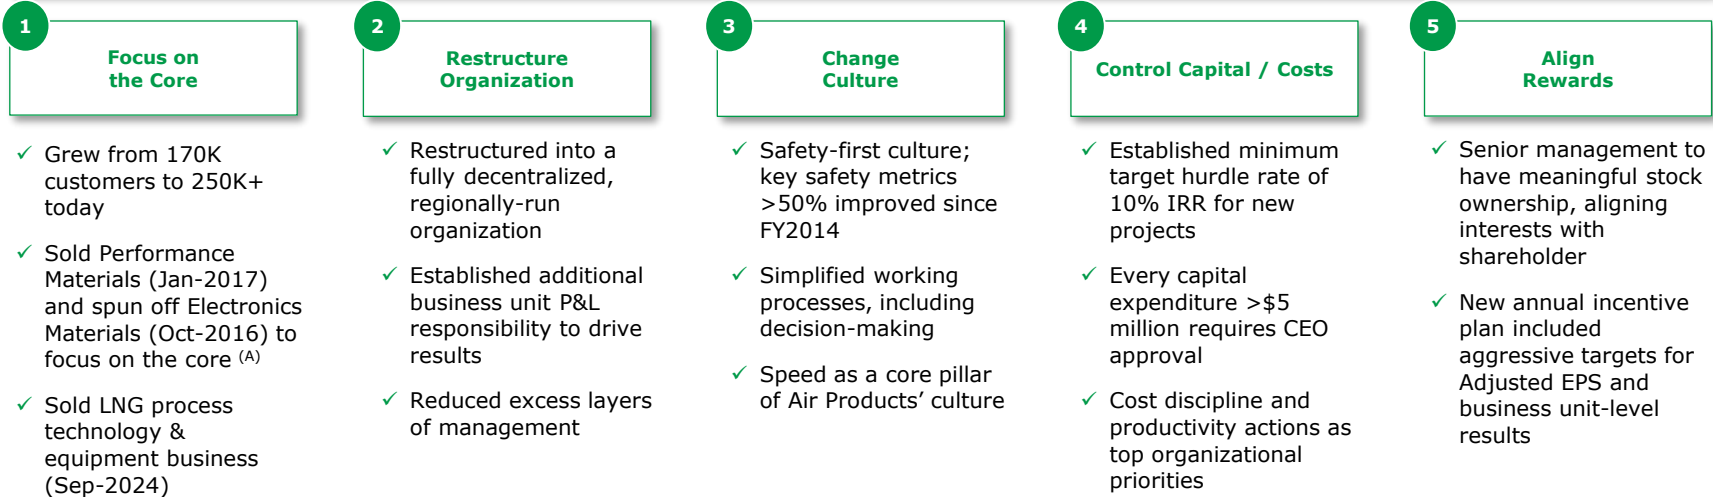 1
Focus on
the Core
✓ Grew from 170K
customers to 250K+
today
✓ Sold Performance
Materials (Jan-2017)
and spun off Electronics
Materials (Oct-2016) to
focus on the core (A)
✓ Sold LNG process
technology &
equipment business
(Sep-2024)
2
Restructure
Organization
✓ Restructured into a
fully decentralized,
regionally-run
organization
✓ Established additional
business unit P&L
responsibility to drive
results
✓ Reduced excess layers
of management
3
Change
Culture
✓ Safety-first culture;
key safety metrics
>50% improved since
FY2014
✓ Simplified working
processes, including
decision-making
✓ Speed as a core pillar
of Air Products’ culture
4
Control Capital / Costs
✓ Established minimum
target hurdle rate of
10% IRR for new
projects
✓ Every capital
expenditure >$5
million requires CEO
approval
✓ Cost discipline and
productivity actions as
top organizational
priorities
5
Align
Rewards
✓ Senior management to
have meaningful stock
ownership, aligning
interests with
shareholder
✓ New annual incentive
plan included
aggressive targets for
Adjusted EPS and
business unit-level
results